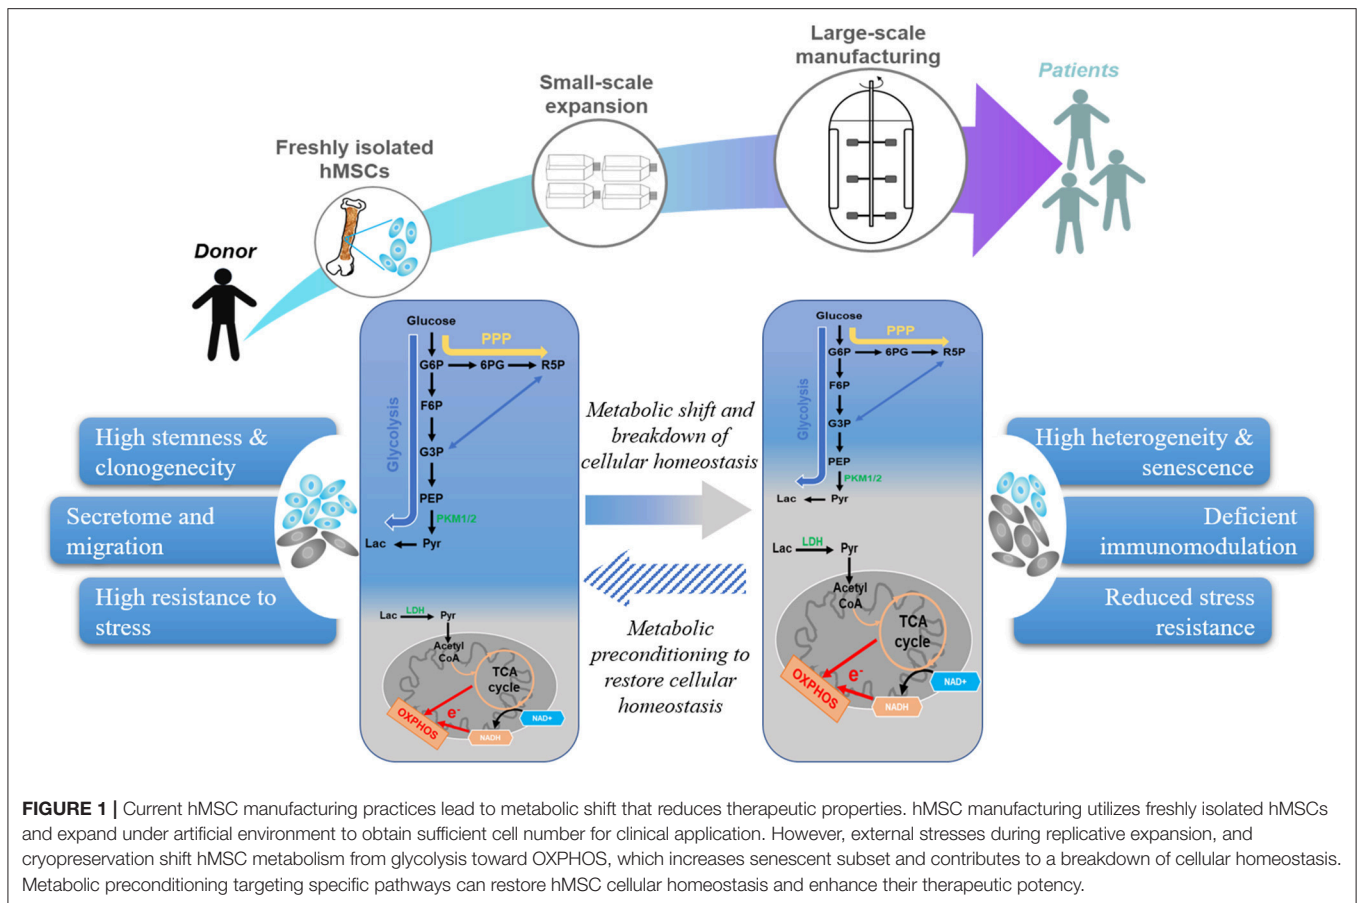 Large-scale
manufacturing
Patients
Small-scale
expansion
Freshly isolated
hMSCs
Donor
Glucose
PPP
G6P
6PG
R5P
F6P
Glycolysis
G3P
PEP
PKM1/2
Lac
Pyr
Lac
LDH
Pyr
Acetyl
CoA
TCA
cycle
OXPHOS
e-
NADH
NAD+
High stemness &
clonogenecity
Secretome and
migration
High resistance to
stress
Metabolic shift and
breakdown of
cellular homeostasis
Metabolic
preconditioning to
restore cellular
homeostasis
Glucose
PPP
G6P
6PG
R5P
F6P
Glycolysis
G3P
PEP
PKM1/2
Lac
Pyr
Lac
LDH
Pyr
Acetyl
CoA
TCA
cycle
OXPHOS
e-
NADH
NAD+
High heterogeneity &
senescence
Deficient
immunomodulation
Reduced stress
resistance
FIGURE 1 | Current hMSC manufacturing practices lead to metabolic shift that reduces therapeutic properties. hMSC manufacturing utilizes freshly isolated hMSCs
and expand under artificial environment to obtain sufficient cell number for clinical application. However, external stresses during replicative expansion, and
cryopreservation shift hMSC metabolism from glycolysis toward OXPHOS, which increases senescent subset and contributes to a breakdown of cellular homeostasis.
Metabolic preconditioning targeting specific pathways can restore hMSC cellular homeostasis and enhance their therapeutic potency.